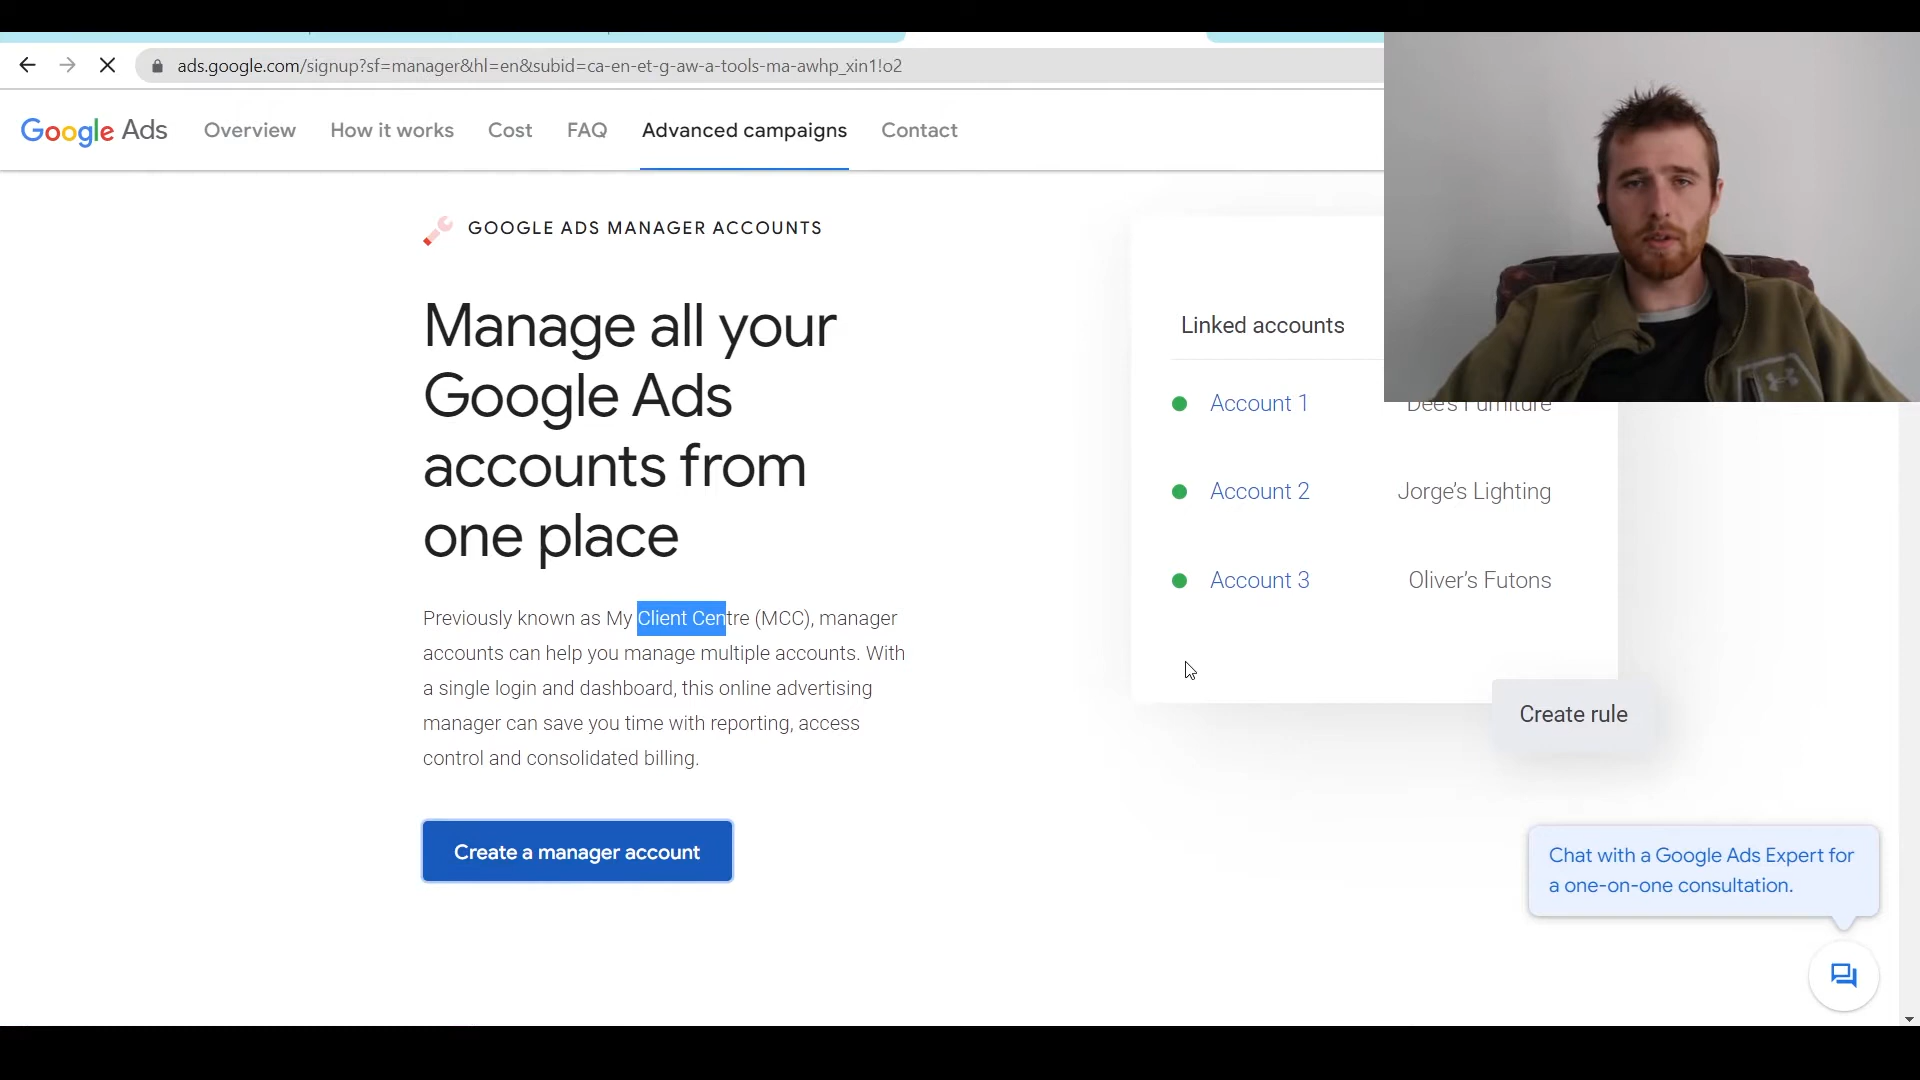 ads.google.com/signup?sf=manager&hl=en&subid=ca-en-et-g-aw-a-tools-ma-awhp_xin1!o2
Google Ads Overview How it works Cost FAQ Advanced campaigns Contact
GOOGLE ADS MANAGER ACCOUNTS
Manage all your
Google Ads
accounts from
one place
Previously known as My Client Centre (MCC), manager
accounts can help you manage multiple accounts. With
a single login and dashboard, this online advertising
manager can save you time with reporting, access
control and consolidated billing.
Create a manager account
Linked accounts
Account 1 Dee's Furniture
Account 2 Jorge's Lighting
Account 3 Oliver's Futons
Create rule
Chat with a Google Ads Expert for
a one-on-one consultation.